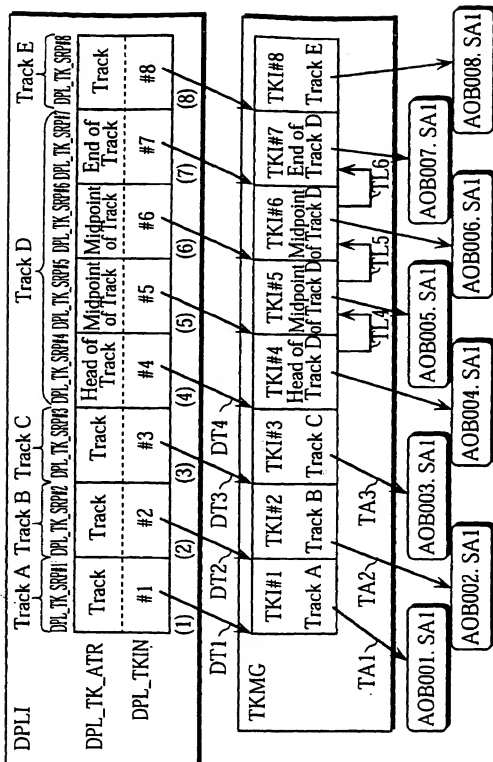 DPLI
Track A
Track B
Track C
Track D
Track E
DPL_TK_SRP#1
DPL_TK_SRP#2
DPL_TK_SRP#3
DPL_TK_SRP#4
DPL_TK_SRP#5
DPL_TK_SRP#6
DPL_TK_SRP#7
DPL_TK_SRP#8
DPL_TK_ATR
Track
Track
Track
Head of Track
Midpoint of Track
Midpoint of Track
End of Track
Track
DPL_TKIN
#1
#2
#3
#4
#5
#6
#7
#8
(1)
(2)
(3)
(4)
(5)
(6)
(7)
(8)
DT1
DT2
DT3
DT4
TKMG
TKI#1
TKI#2
TKI#3
TKI#4
TKI#5
TKI#6
TKI#7
TKI#8
Track A
Track B
Track C
Head of Track D
Midpoint of Track D
Midpoint of Track D
End of Track D
Track E
TL4
TL5
TL6
TA1
TA2
TA3
AOB001. SA1
AOB002. SA1
AOB003. SA1
AOB004. SA1
AOB005. SA1
AOB006. SA1
AOB007. SA1
AOB008. SA1